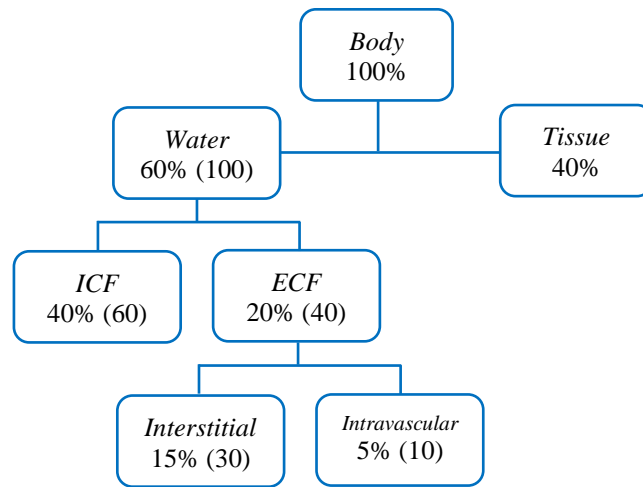 Body
100%
Water
60% (100)
Tissue
40%
ICF
40% (60)
ECF
20% (40)
Interstitial
15% (30)
Intravascular
5% (10)